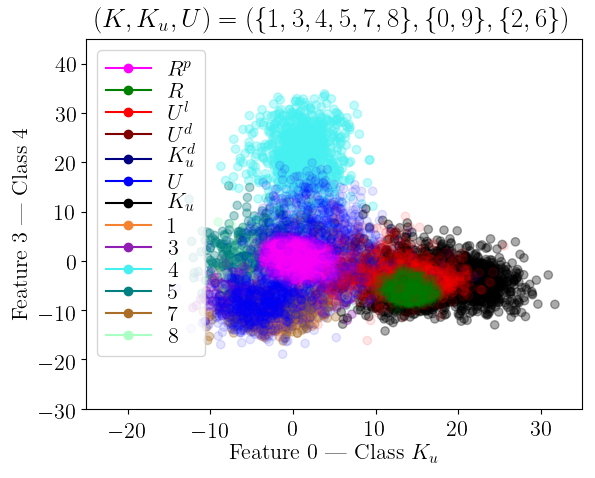 (K, K_u, U) = ({1, 3, 4, 5, 7, 8}, {0, 9}, {2, 6})
Feature 3 — Class 4
40
30
20
10
0
−10
−20
−30
R^p
R
U^l
U^d
K_u^d
U
K_u
1
3
4
5
7
8
−20 −10 0 10 20 30
Feature 0 — Class K_u